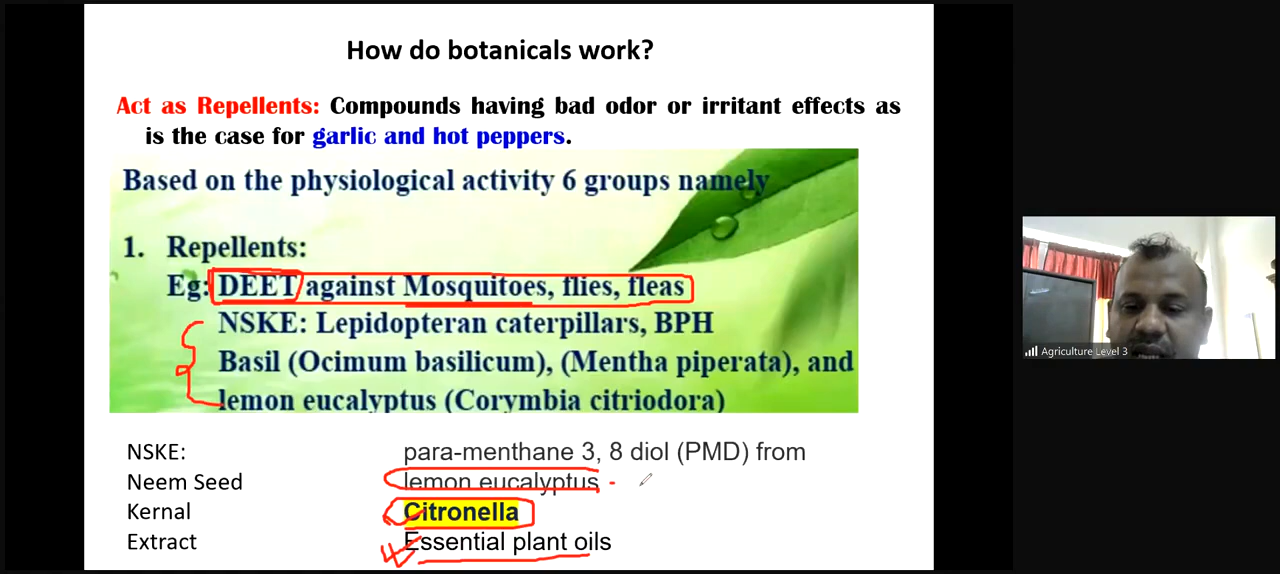 How do botanicals work?
Act as Repellents: Compounds having bad odor or irritant effects as
is the case for garlic and hot peppers.
Based on the physiological activity 6 groups namely
1. Repellents:
Eg: DEET against Mosquitoes, flies, fleas
NSKE: Lepidopteran caterpillars, BPH
Basil (Ocimum basilicum), (Mentha piperata), and
lemon eucalyptus (Corymbia citriodora)
NSKE:
Neem Seed
Kernal
Extract
para-menthane 3, 8 diol (PMD) from
lemon eucalyptus
Citronella
Essential plant oils
Agriculture Level 3